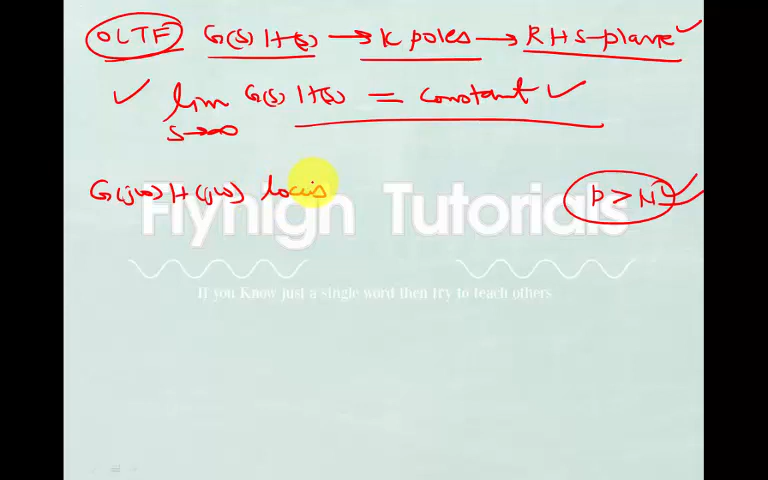 OLTF G(s) H(s) → K poles → RHS-plane
lim G(s) H(s) = constant
s→∞
G(jω) H(jω) locus
Flynigh Tutorials
If you Know just a single word then try to teach others